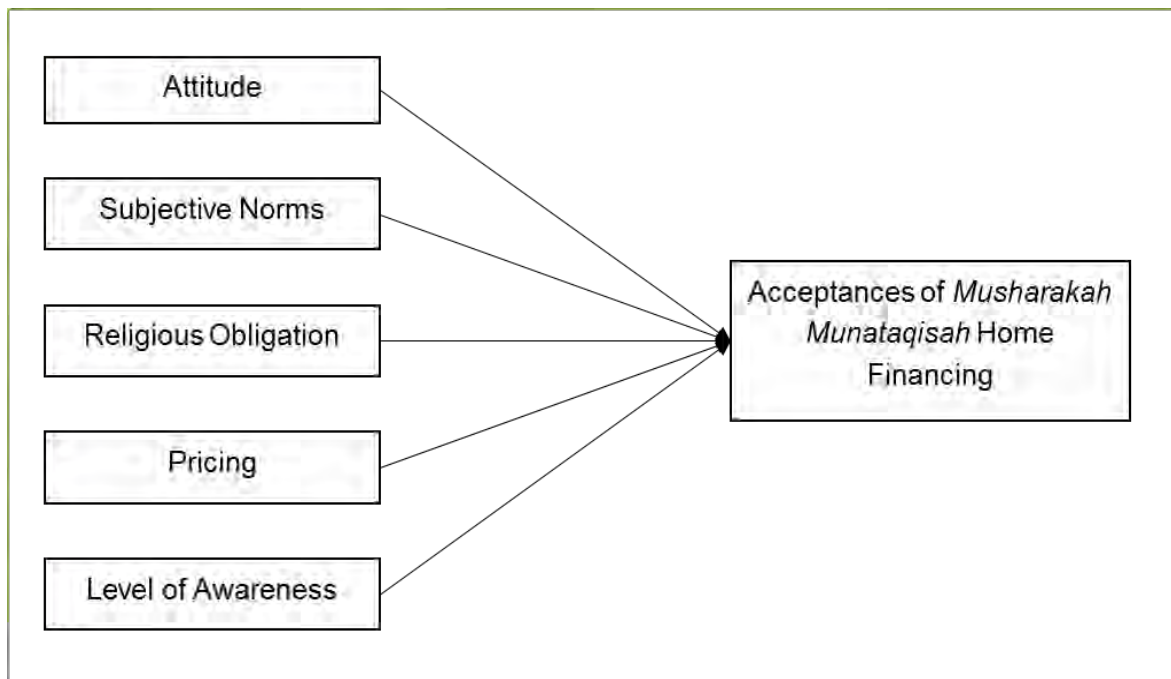 Attitude
Subjective Norms
Religious Obligation
Pricing
Level of Awareness
Acceptances of Musharakah
Munataqisah Home
Financing